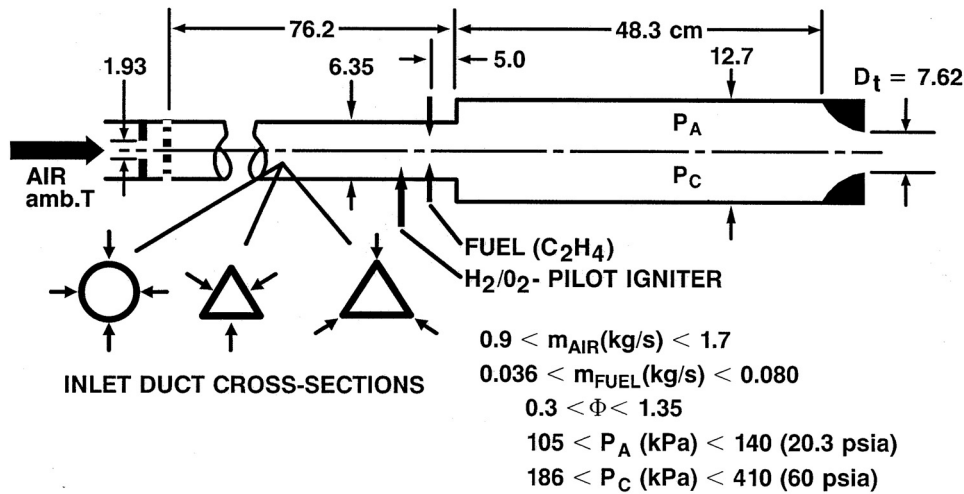 76.2
48.3 cm
1.93
6.35
5.0
12.7
Dt = 7.62
AIR
amb.T
PA
PC
FUEL (C2H4)
H2/02- PILOT IGNITER
INLET DUCT CROSS-SECTIONS
0.9 < mAIR(kg/s) < 1.7
0.036 < mFUEL(kg/s) < 0.080
0.3 < Φ < 1.35
105 < PA (kPa) < 140 (20.3 psia)
186 < PC (kPa) < 410 (60 psia)